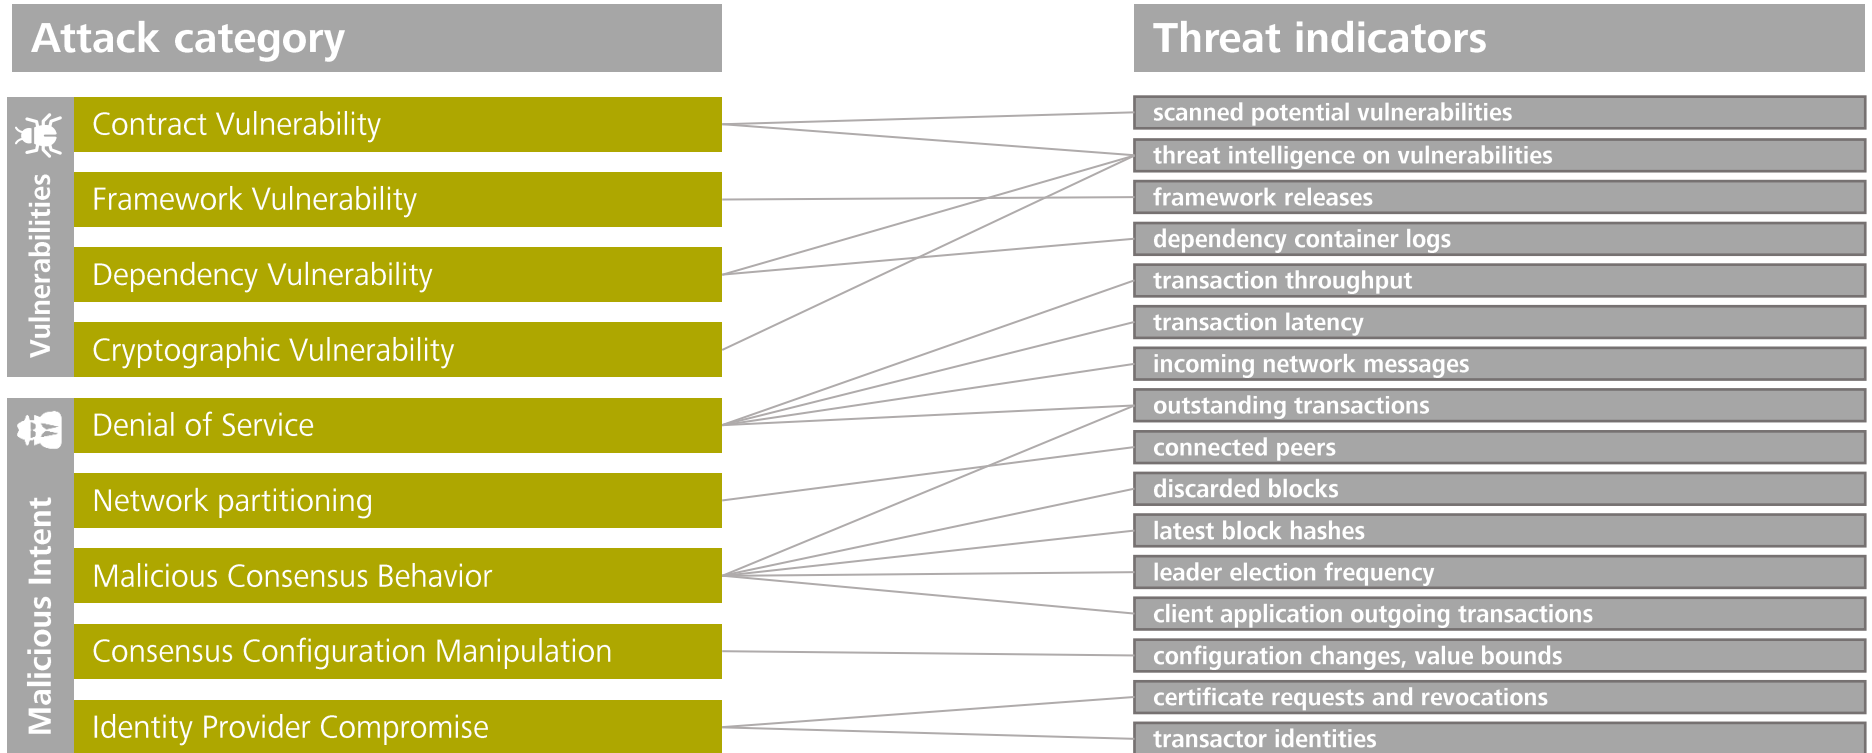 Attack category
Vulnerabilities
Contract Vulnerability
Framework Vulnerability
Dependency Vulnerability
Cryptographic Vulnerability
Malicious Intent
Denial of Service
Network partitioning
Malicious Consensus Behavior
Consensus Configuration Manipulation
Identity Provider Compromise
Threat indicators
scanned potential vulnerabilities
threat intelligence on vulnerabilities
framework releases
dependency container logs
transaction throughput
transaction latency
incoming network messages
outstanding transactions
connected peers
discarded blocks
latest block hashes
leader election frequency
client application outgoing transactions
configuration changes, value bounds
certificate requests and revocations
transactor identities